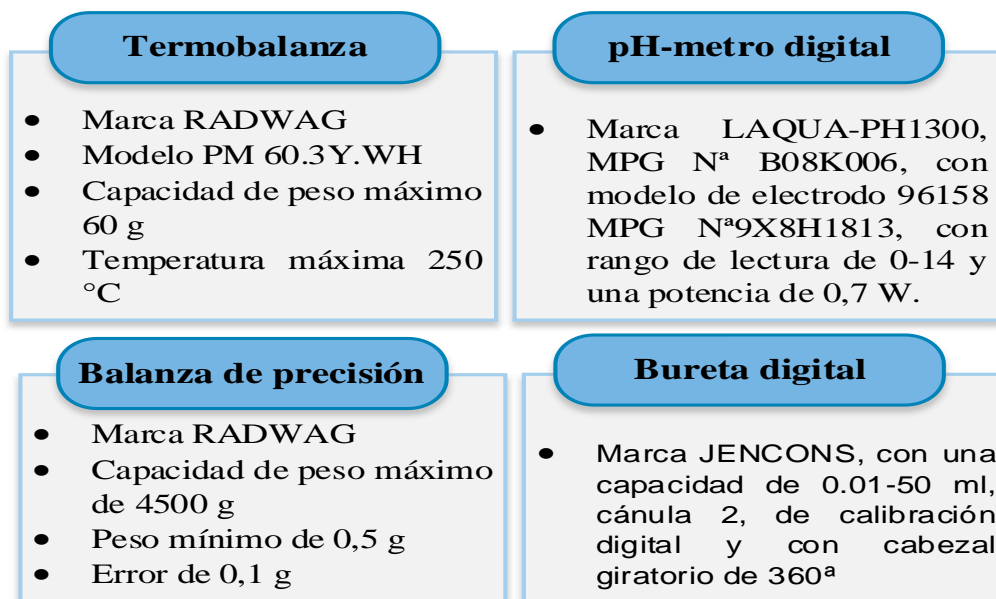 Termobalanza
• Marca RADWAG
• Modelo PM 60.3Y.WH
• Capacidad de peso máximo
60 g
• Temperatura máxima 250
°C
pH-metro digital
• Marca LAQUA-PH1300,
MPG Nª B08K006, con
modelo de electrodo 96158
MPG Nª9X8H1813, con
rango de lectura de 0-14 y
una potencia de 0,7 W.
Balanza de precisión
• Marca RADWAG
• Capacidad de peso máximo
de 4500 g
• Peso mínimo de 0,5 g
• Error de 0,1 g
Bureta digital
• Marca JENCONS, con una
capacidad de 0.01-50 ml,
cánula 2, de calibración
digital y con cabezal
giratorio de 360ª